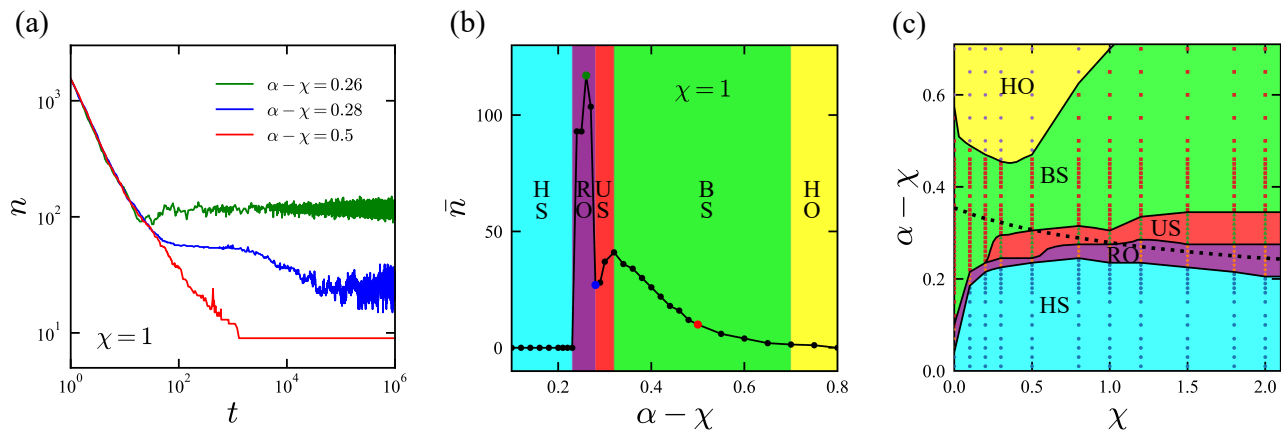 (a)
n
10³
10²
10¹
α − χ = 0.26
α − χ = 0.28
α − χ = 0.5
χ = 1
10⁰ 10² 10⁴ 10⁶
t
(b)
n̄
100
50
0
χ = 1
H
S
R
O
U
S
B
S
H
O
0.2 0.4 0.6 0.8
α − χ
(c)
α − χ
0.6
0.4
0.2
0.0
HO
BS
US
RO
HS
0.0 0.5 1.0 1.5 2.0
χ